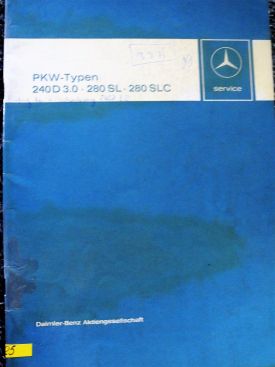 PKW-Typen
240 D 3.0 · 280 SL · 280 SLC
service
Daimler-Benz Aktiengesellschaft